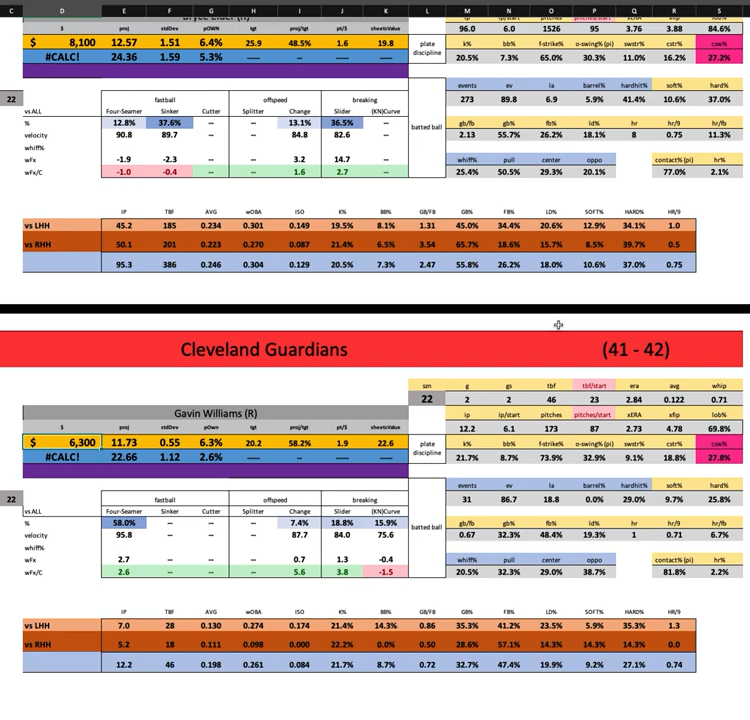 C D E F G H I J K L M N O P Q R S
Bryce Elder (R)
$ proj stdDev pOWN tgt proj/tgt pt/$ sheetsValue
ip ip/start pitches pitches/start xERA xfip lob%
$ 8,100 12.57 1.51 6.4% 25.9 48.5% 1.6 19.8 96.0 6.0 1526 95 3.76 3.88 84.6%
#CALC! 24.36 1.59 5.3% ---- -- ---- ----
plate discipline k% bb% f-strike% o-swing% (pi) swstr% cstr% csw%
20.5% 7.3% 65.0% 30.3% 11.0% 16.2% 27.2%
events ev la barrel% hardhit% soft% hard%
22 fastball offspeed breaking 273 89.8 6.9 5.9% 41.4% 10.6% 37.0%
vs ALL Four-Seamer Sinker Cutter Splitter Change Slider (KN)Curve
% 12.8% 37.6% -- -- 13.1% 36.5% -- batted ball gb/fb gb% fb% ld% hr hr/9 hr/fb
velocity 90.8 89.7 -- -- 84.8 82.6 -- 2.13 55.7% 26.2% 18.1% 8 0.75 11.3%
whiff%
wFx -1.9 -2.3 3.2 14.7 whiff% pull center oppo contact% (pi) hr%
wFx/C -1.0 -0.4 -- -- 1.6 2.7 -- 25.4% 50.5% 29.3% 20.1% 77.0% 2.1%
IP TBF AVG wOBA ISO K% BB% GB/FB GB% FB% LD% SOFT% HARD% HR/9
vs LHH 45.2 185 0.234 0.301 0.149 19.5% 8.1% 1.31 45.0% 34.4% 20.6% 12.9% 34.1% 1.0
vs RHH 50.1 201 0.223 0.270 0.087 21.4% 6.5% 3.54 65.7% 18.6% 15.7% 8.5% 39.7% 0.5
95.3 386 0.246 0.304 0.129 20.5% 7.3% 2.47 55.8% 26.2% 18.0% 10.6% 37.0% 0.75
Cleveland Guardians (41 - 42)
szn g gs tbf tbf/start era avg whip
22 2 2 46 23 2.84 0.122 0.71
Gavin Williams (R) ip ip/start pitches pitches/start xERA xfip lob%
$ proj stdDev pOwn tgt proj/tgt pt/$ sheetsValue 12.2 6.1 173 87 2.73 4.78 69.8%
$ 6,300 11.73 0.55 6.3% 20.2 58.2% 1.9 22.6 plate discipline k% bb% f-strike% o-swing% (pi) swstr% cstr% csw%
#CALC! 22.66 1.12 2.6% ---- -- ---- ---- 21.7% 8.7% 73.9% 32.9% 9.1% 18.8% 27.8%
events ev la barrel% hardhit% soft% hard%
22 fastball offspeed breaking 31 86.7 18.8 0.0% 29.0% 9.7% 25.8%
vs ALL Four-Seamer Sinker Cutter Splitter Change Slider (KN)Curve
% 58.0% -- -- -- 7.4% 18.8% 15.9% batted ball gb/fb gb% fb% ld% hr hr/9 hr/fb
velocity 95.8 -- -- -- 87.7 84.0 75.6 0.67 32.3% 48.4% 19.3% 1 0.71 6.7%
whiff%
wFx 2.7 0.7 1.3 -0.4 whiff% pull center oppo contact% (pi) hr%
wFx/C 2.6 -- -- -- 5.6 3.8 -1.5 20.5% 32.3% 29.0% 38.7% 81.8% 2.2%
IP TBF AVG wOBA ISO K% BB% GB/FB GB% FB% LD% SOFT% HARD% HR/9
vs LHH 7.0 28 0.130 0.274 0.174 21.4% 14.3% 0.86 35.3% 41.2% 23.5% 5.9% 35.3% 1.3
vs RHH 5.2 18 0.111 0.098 0.000 22.2% 0.0% 0.50 28.6% 57.1% 14.3% 14.3% 14.3% 0.0
12.2 46 0.198 0.261 0.084 21.7% 8.7% 0.72 32.7% 47.4% 19.9% 9.2% 27.1% 0.74